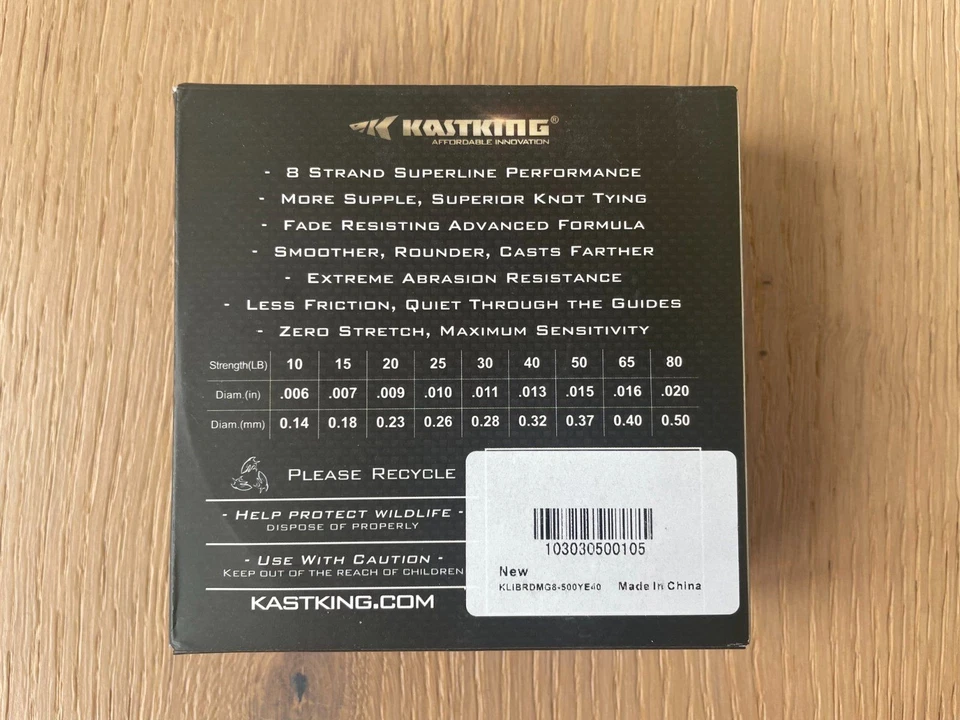 KASTKING®
AFFORDABLE INNOVATION
- 8 STRAND SUPERLINE PERFORMANCE
- MORE SUPPLE, SUPERIOR KNOT TYING
- FADE RESISTING ADVANCED FORMULA
- SMOOTHER, ROUNDER, CASTS FARTHER
- EXTREME ABRASION RESISTANCE
- LESS FRICTION, QUIET THROUGH THE GUIDES
- ZERO STRETCH, MAXIMUM SENSITIVITY
Strength(LB) 10 15 20 25 30 40 50 65 80
Diam.(in) .006 .007 .009 .010 .011 .013 .015 .016 .020
Diam.(mm) 0.14 0.18 0.23 0.26 0.28 0.32 0.37 0.40 0.50
PLEASE RECYCLE
- HELP PROTECT WILDLIFE -
DISPOSE OF PROPERLY
- USE WITH CAUTION -
KEEP OUT OF THE REACH OF CHILDREN
KASTKING.COM
103030500105
New
KLIBRDMG8-500YE40 Made In China